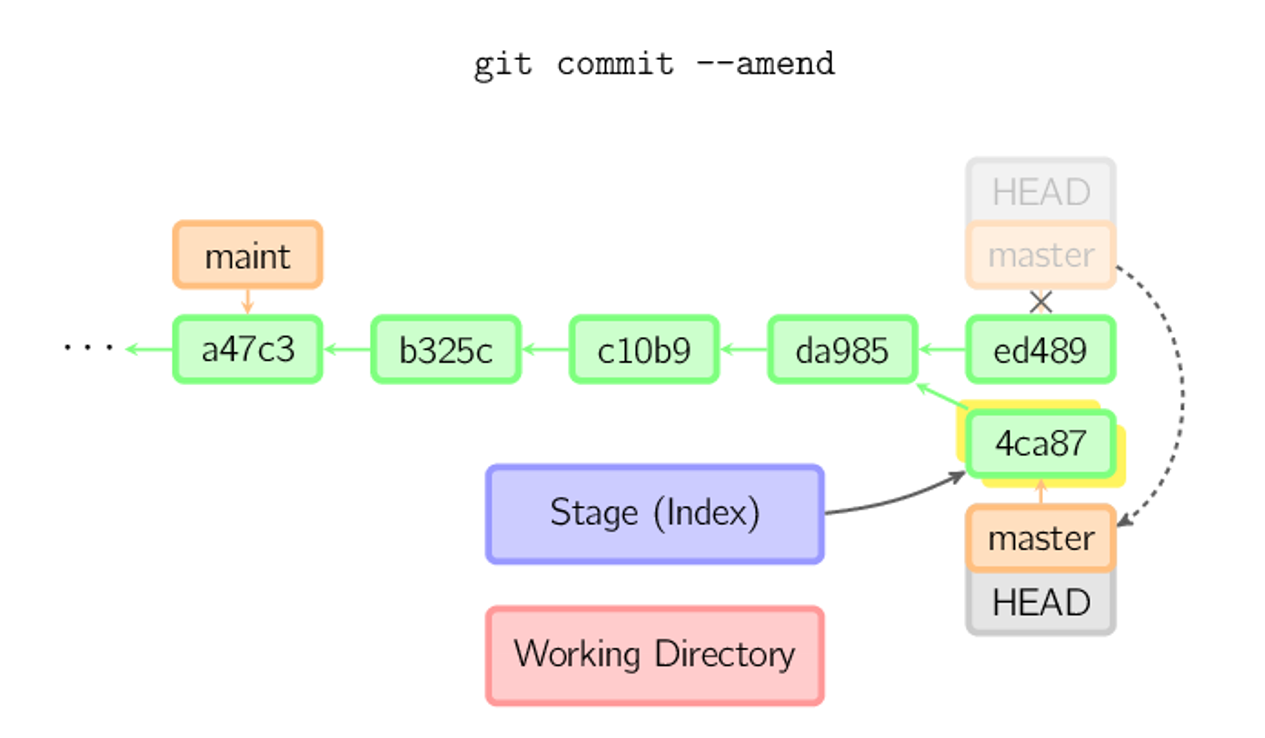 git commit --amend
HEAD
maint
master
... a47c3 b325c c10b9 da985 ed489
4ca87
Stage (Index)
master
HEAD
Working Directory